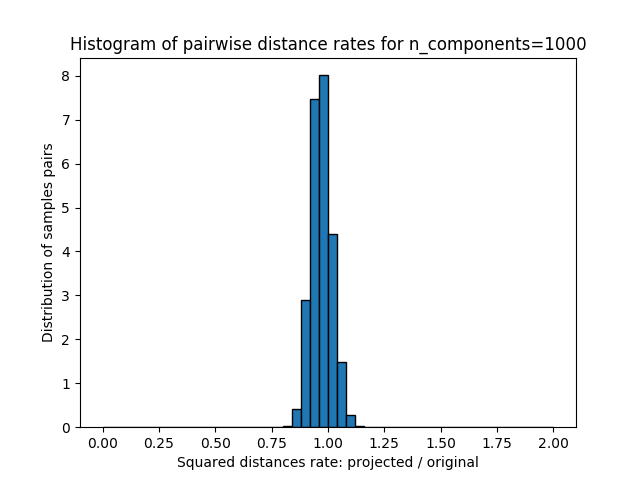 Histogram of pairwise distance rates for n_components=1000
Distribution of samples pairs
8
7
6
5
4
3
2
1
0
0.00 0.25 0.50 0.75 1.00 1.25 1.50 1.75 2.00
Squared distances rate: projected / original